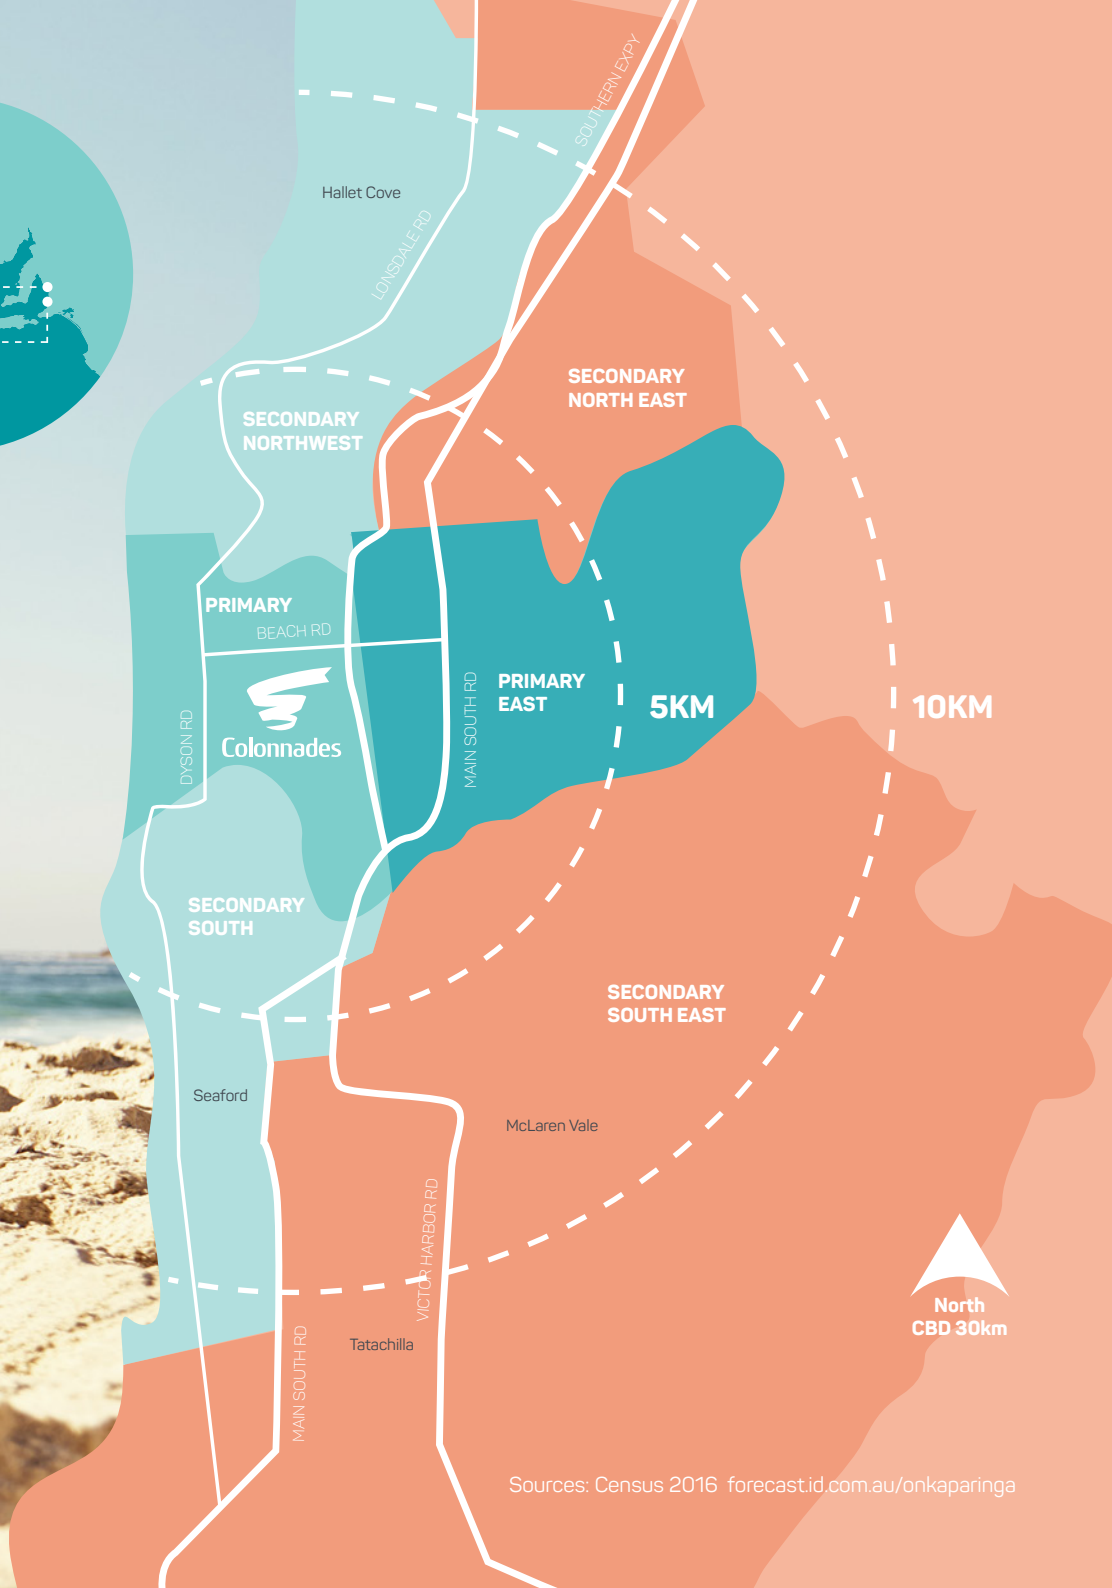 SOUTHERN EXPY
Hallet Cove
LONSDALE RD
SECONDARY
NORTH EAST
SECONDARY
NORTHWEST
PRIMARY
BEACH RD
PRIMARY
EAST
5KM
10KM
MAIN SOUTH RD
DYSON RD
Colonnades
SECONDARY
SOUTH
SECONDARY
SOUTH EAST
Seaford
McLaren Vale
VICTOR HARBOR RD
North
CBD 30km
MAIN SOUTH RD
Tatachilla
Sources: Census 2016 forecast.id.com.au/onkaparinga